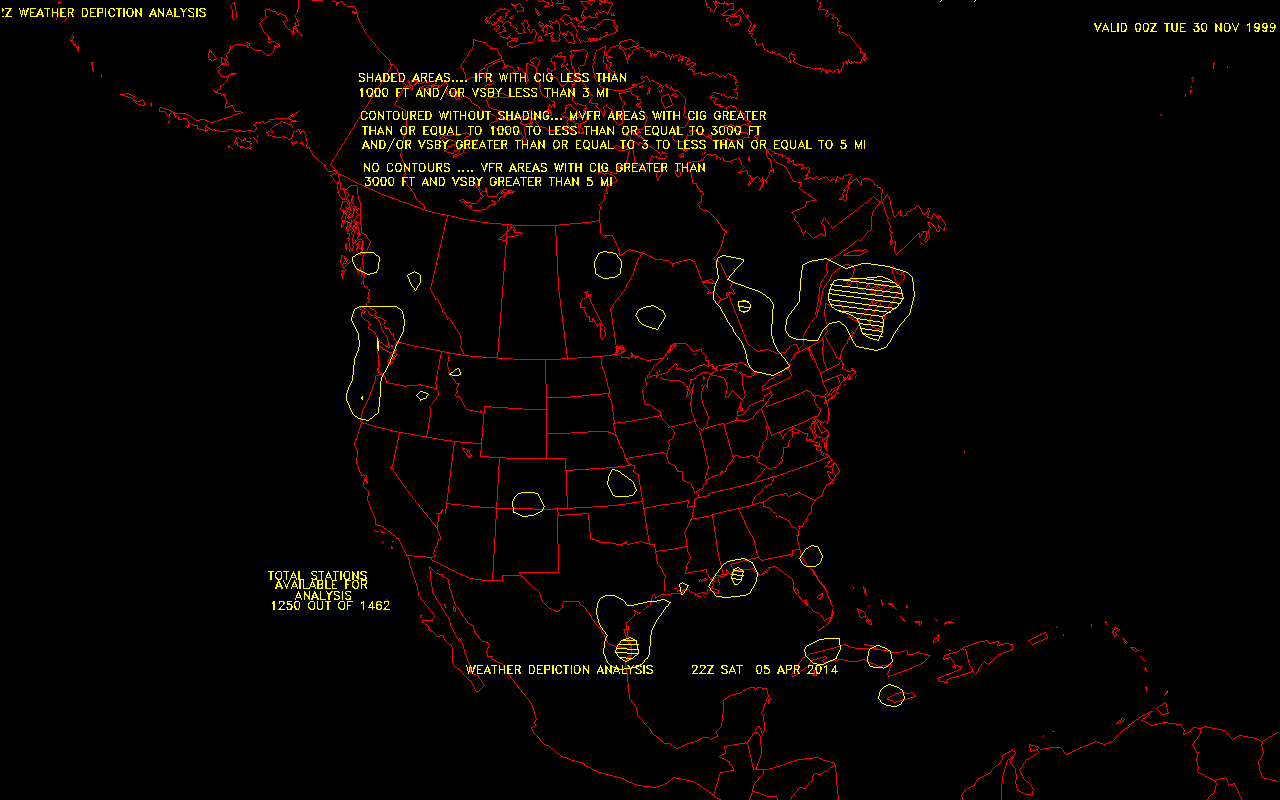 :Z WEATHER DEPICTION ANALYSIS
VALID 00Z TUE 30 NOV 1999
SHADED AREAS.... IFR WITH CIG LESS THAN
1000 FT AND/OR VSBY LESS THAN 3 MI
CONTOURED WITHOUT SHADING... MVFR AREAS WITH CIG GREATER
THAN OR EQUAL TO 1000 TO LESS THAN OR EQUAL TO 3000 FT
AND/OR VSBY GREATER THAN OR EQUAL TO 3 TO LESS THAN OR EQUAL TO 5 MI
NO CONTOURS .... VFR AREAS WITH CIG GREATER THAN
3000 FT AND VSBY GREATER THAN 5 MI
TOTAL STATIONS
AVAILABLE FOR
ANALYSIS
1250 OUT OF 1462
WEATHER DEPICTION ANALYSIS 22Z SAT 05 APR 2014